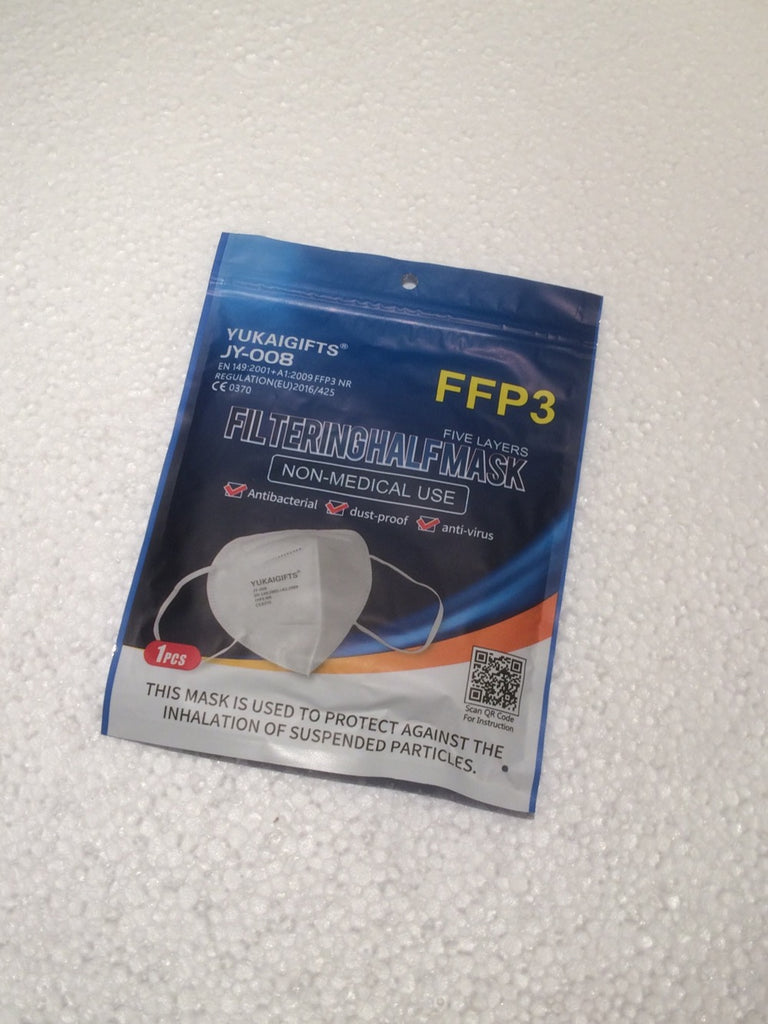 YUKAIGIFTS®
JY-008
EN 149:2001+A1:2009 FFP3 NR
REGULATION(EU)2016/425
CE 0370
FFP3
FIVE LAYERS
FILTERINGHALFMASK
NON-MEDICAL USE
Antibacterial dust-proof anti-virus
YUKAIGIFTS
JY-008
1PCS
Scan QR Code
For Instruction
THIS MASK IS USED TO PROTECT AGAINST THE
INHALATION OF SUSPENDED PARTICLES.